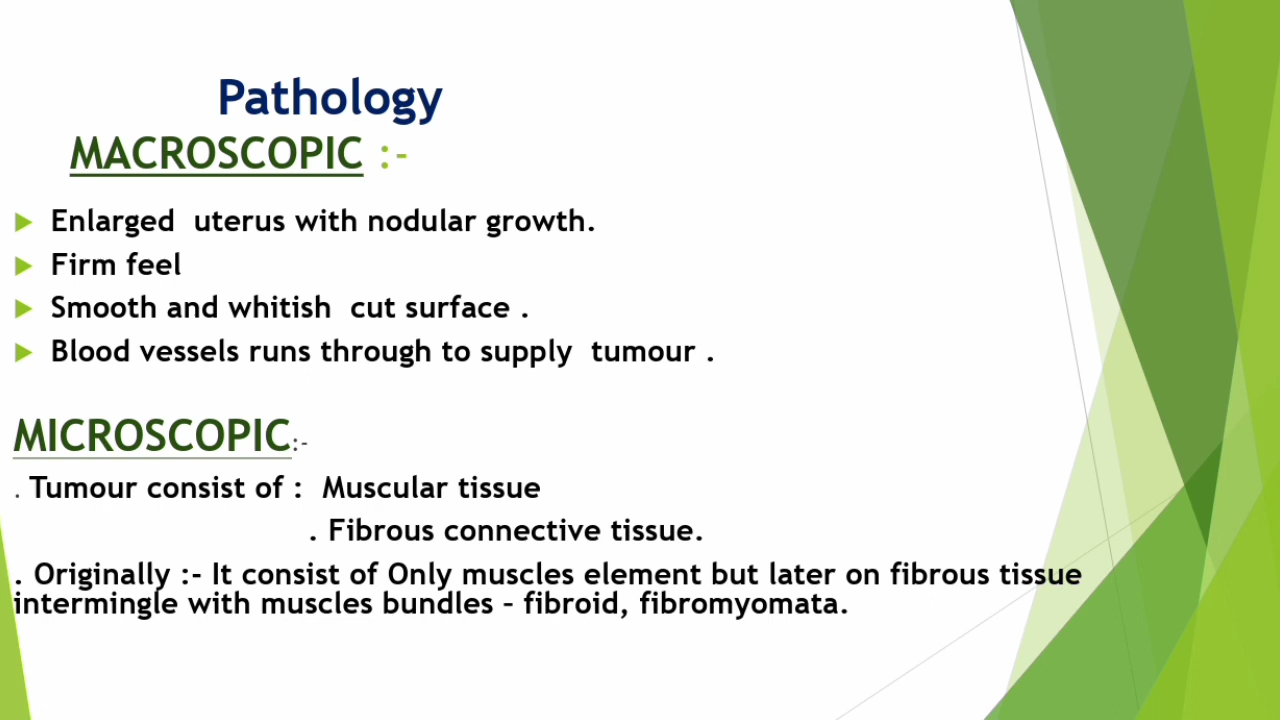 Pathology
MACROSCOPIC :-
Enlarged uterus with nodular growth.
Firm feel
Smooth and whitish cut surface .
Blood vessels runs through to supply tumour .
MICROSCOPIC:-
. Tumour consist of : Muscular tissue
. Fibrous connective tissue.
. Originally :- It consist of Only muscles element but later on fibrous tissue
intermingle with muscles bundles – fibroid, fibromyomata.